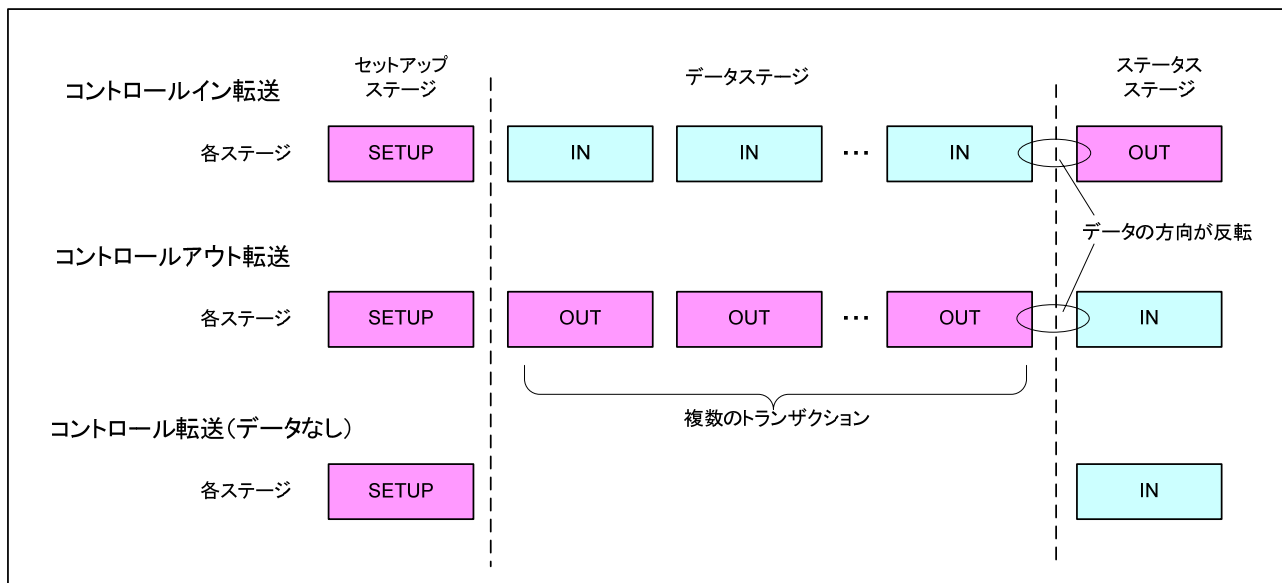 セットアップ
ステージ
データステージ
ステータス
ステージ
コントロールイン転送
各ステージ
SETUP
IN
IN
...
IN
OUT
データの方向が反転
コントロールアウト転送
各ステージ
SETUP
OUT
OUT
...
OUT
IN
複数のトランザクション
コントロール転送(データなし)
各ステージ
SETUP
IN